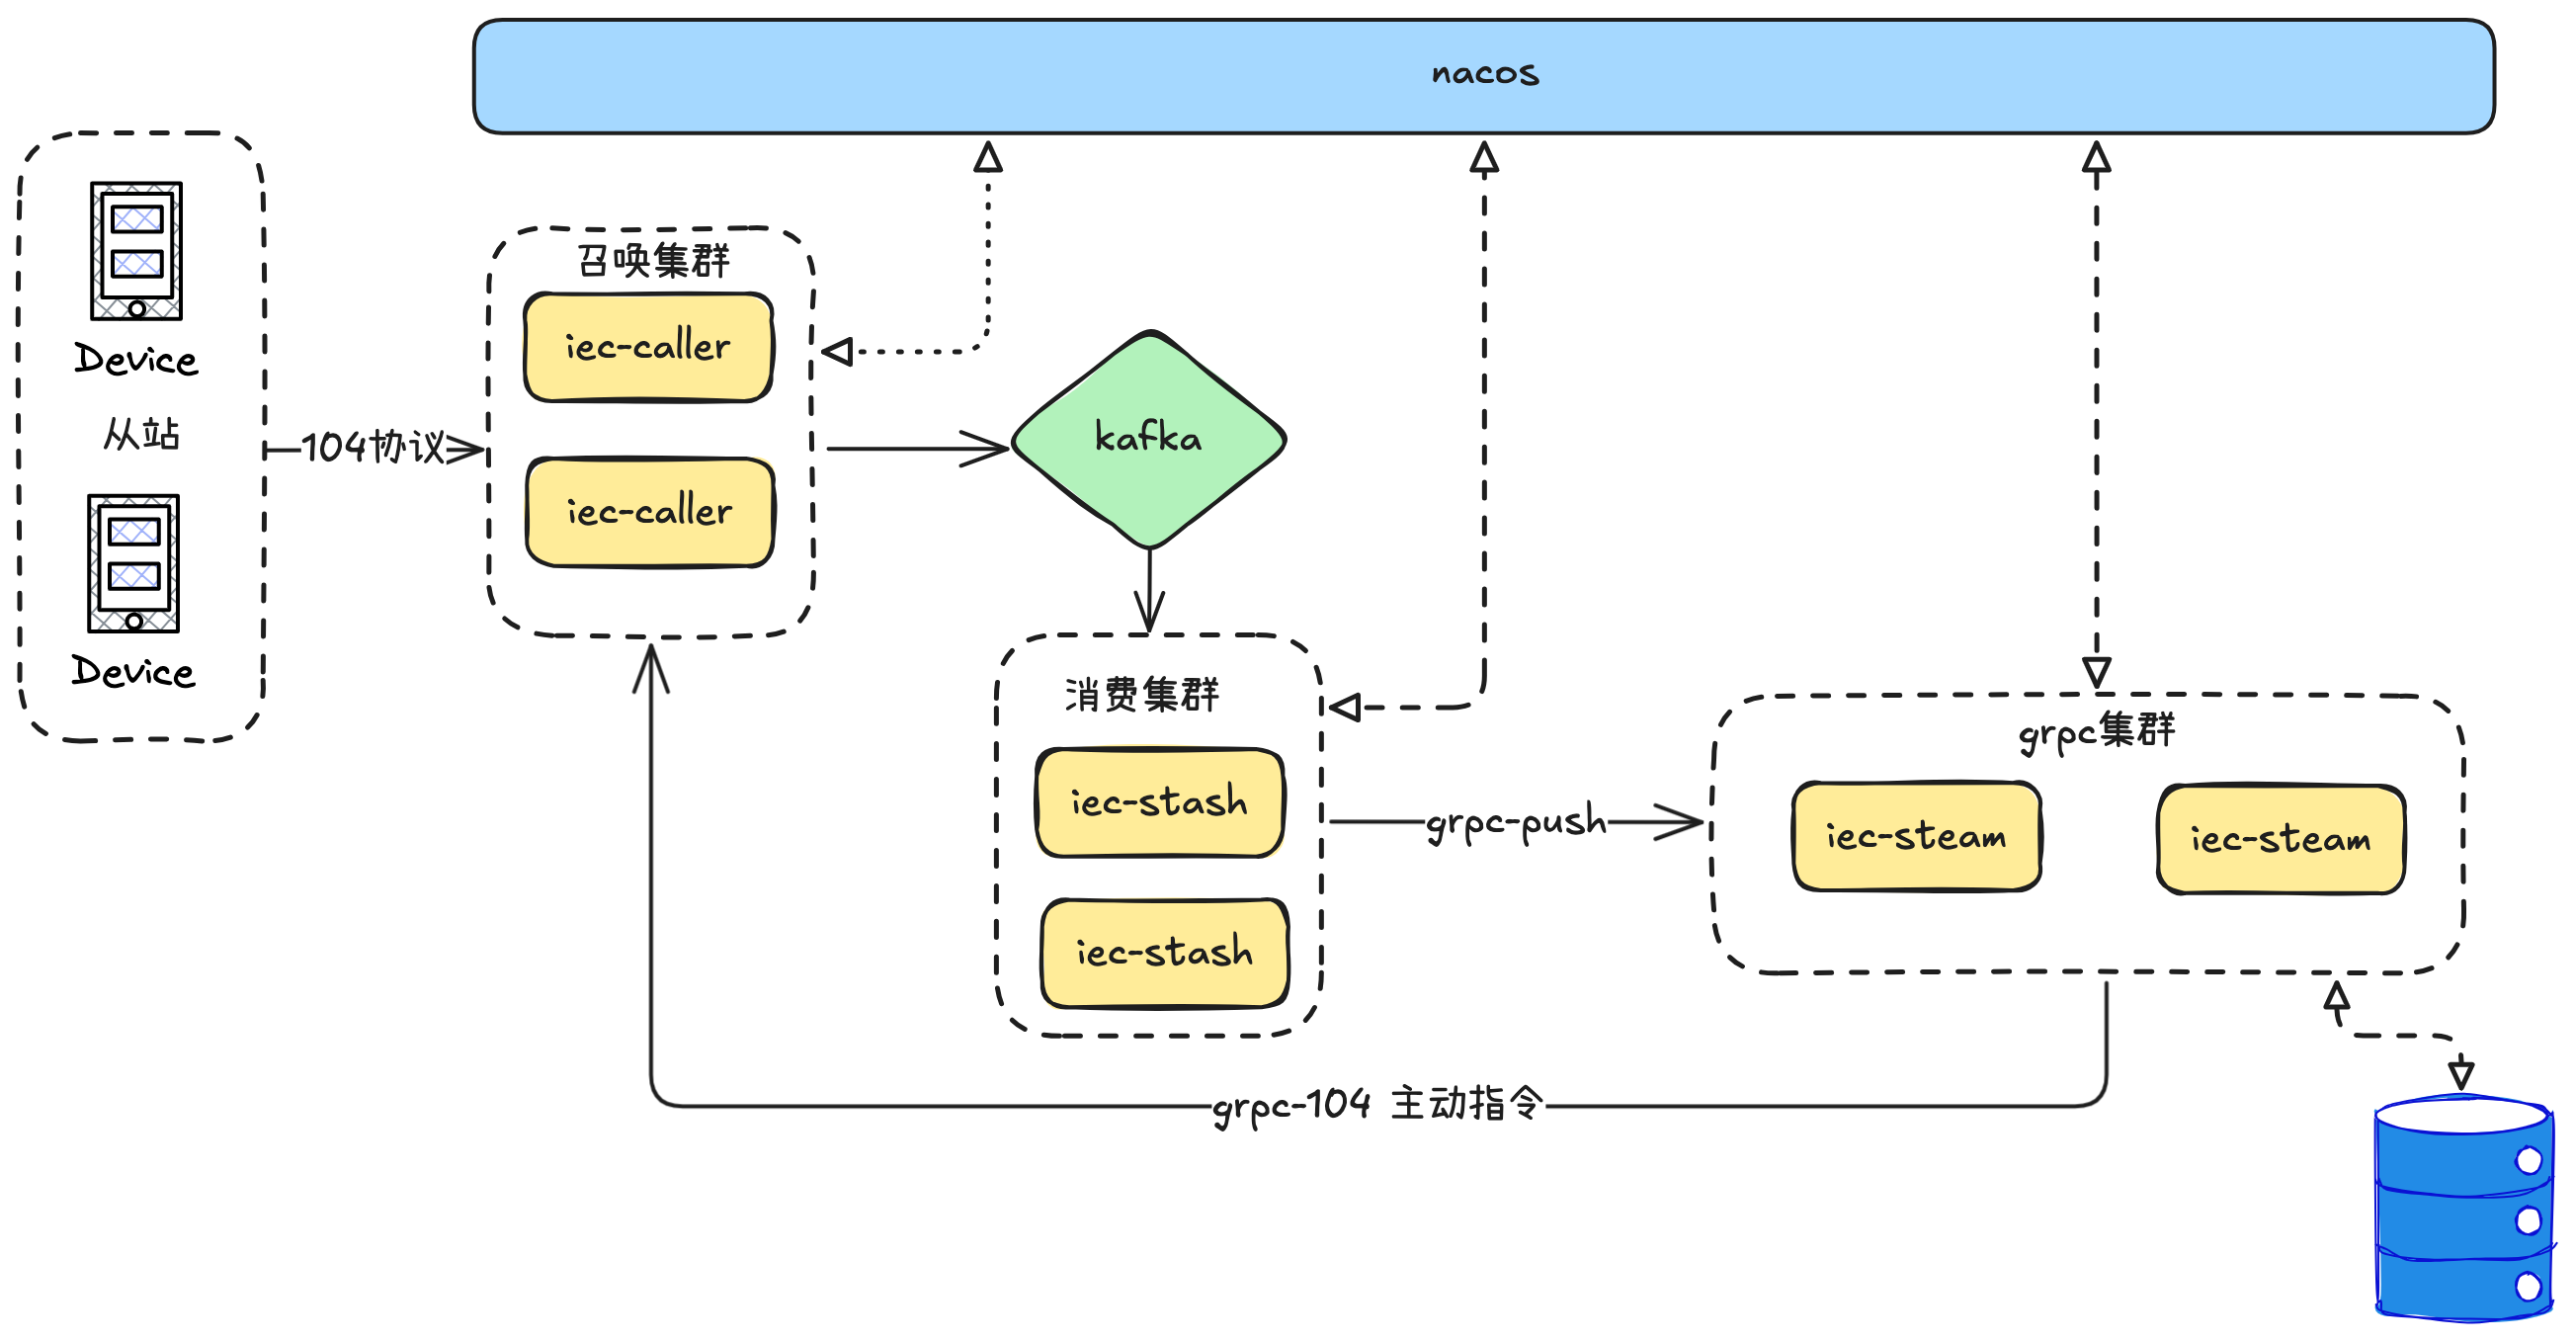 nacos
Device
从站
Device
104协议
召唤集群
iec-caller
iec-caller
kafka
消费集群
iec-stash
iec-stash
grpc-push
grpc集群
iec-steam
iec-steam
grpc-104 主动指令